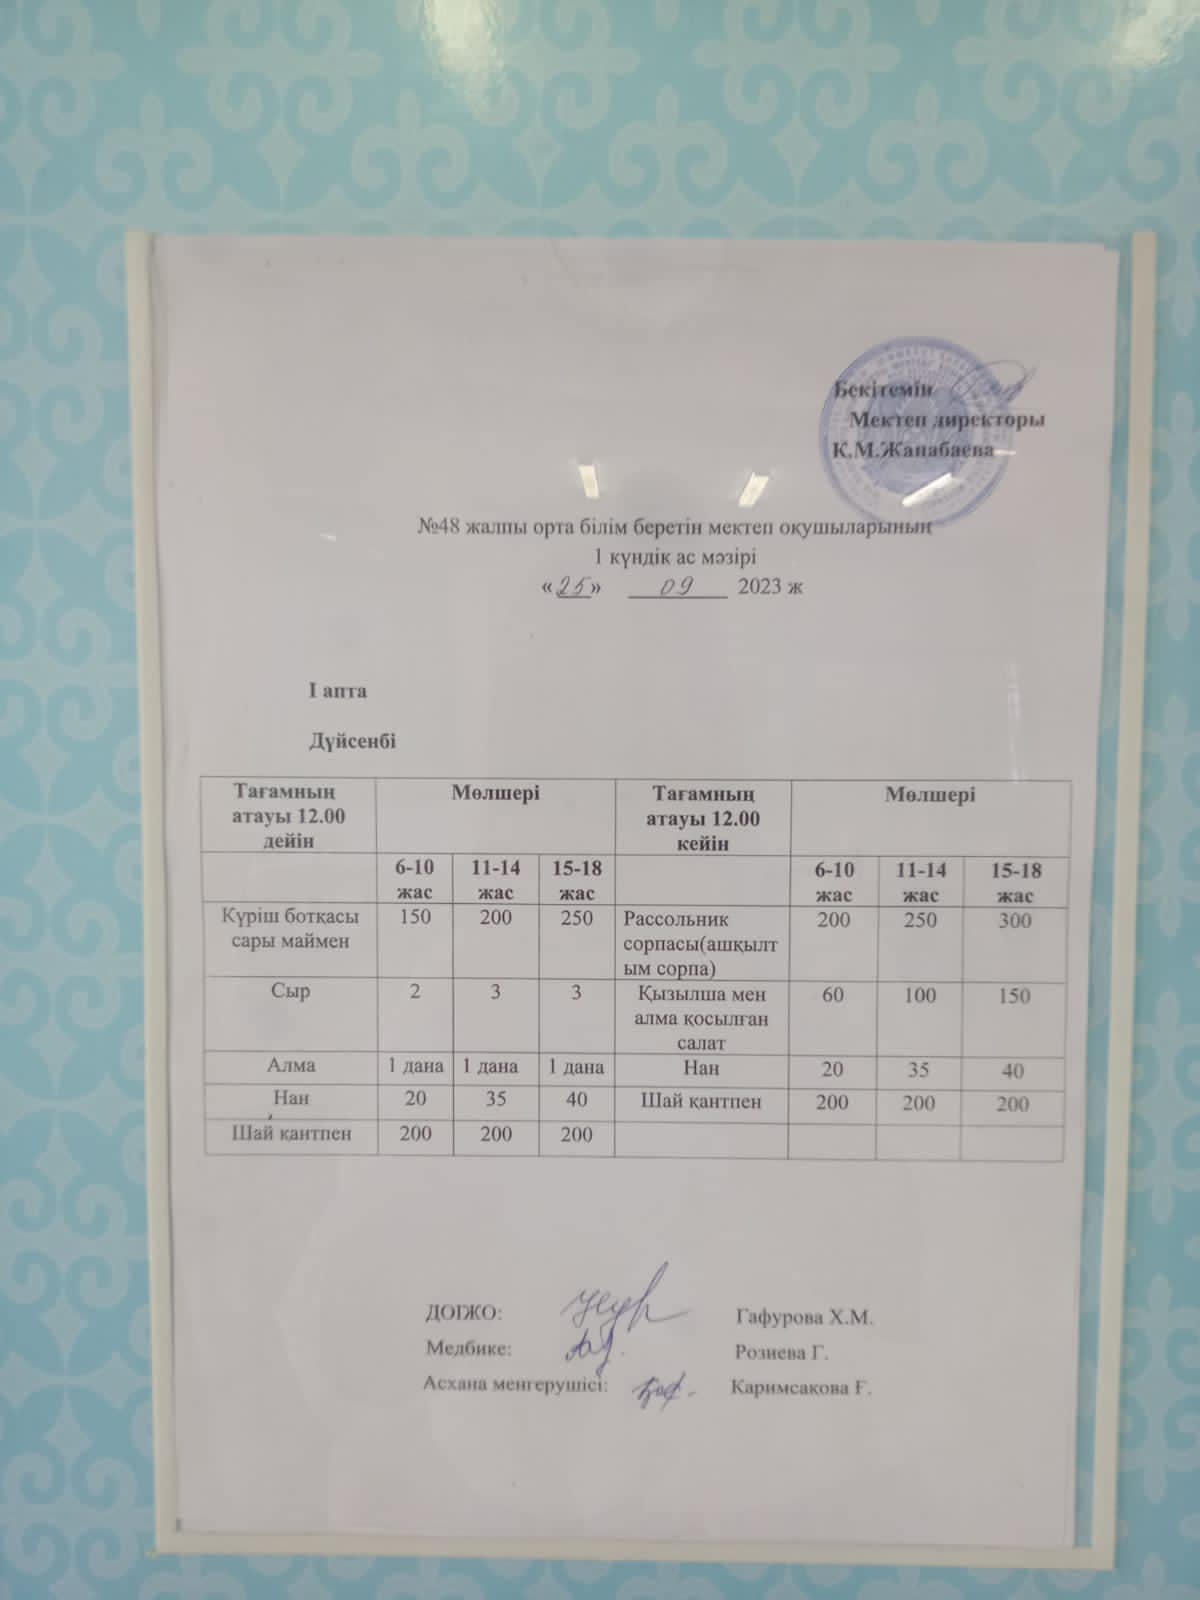 Бекітемін
Мектеп директоры
К.М.Жапабаева
№48 жалпы орта білім беретін мектеп оқушыларының
1 күндік ас мәзірі
«25» 09 2023 ж
І апта
Дүйсенбі
Тағамның атауы 12.00 дейін Мөлшері Тағамның атауы 12.00 кейін Мөлшері
6-10 жас 11-14 жас 15-18 жас 6-10 жас 11-14 жас 15-18 жас
Күріш ботқасы сары маймен 150 200 250 Рассольник сорпасы(ашқылтым сорпа) 200 250 300
Сыр 2 3 3 Қызылша мен алма қосылған салат 60 100 150
Алма 1 дана 1 дана 1 дана Нан 20 35 40
Нан 20 35 40 Шай қантпен 200 200 200
Шай қантпен 200 200 200
ДОІЖО: Гафурова Х.М.
Медбике: Розиева Г.
Асхана меңгерушісі: Каримсакова Ғ.